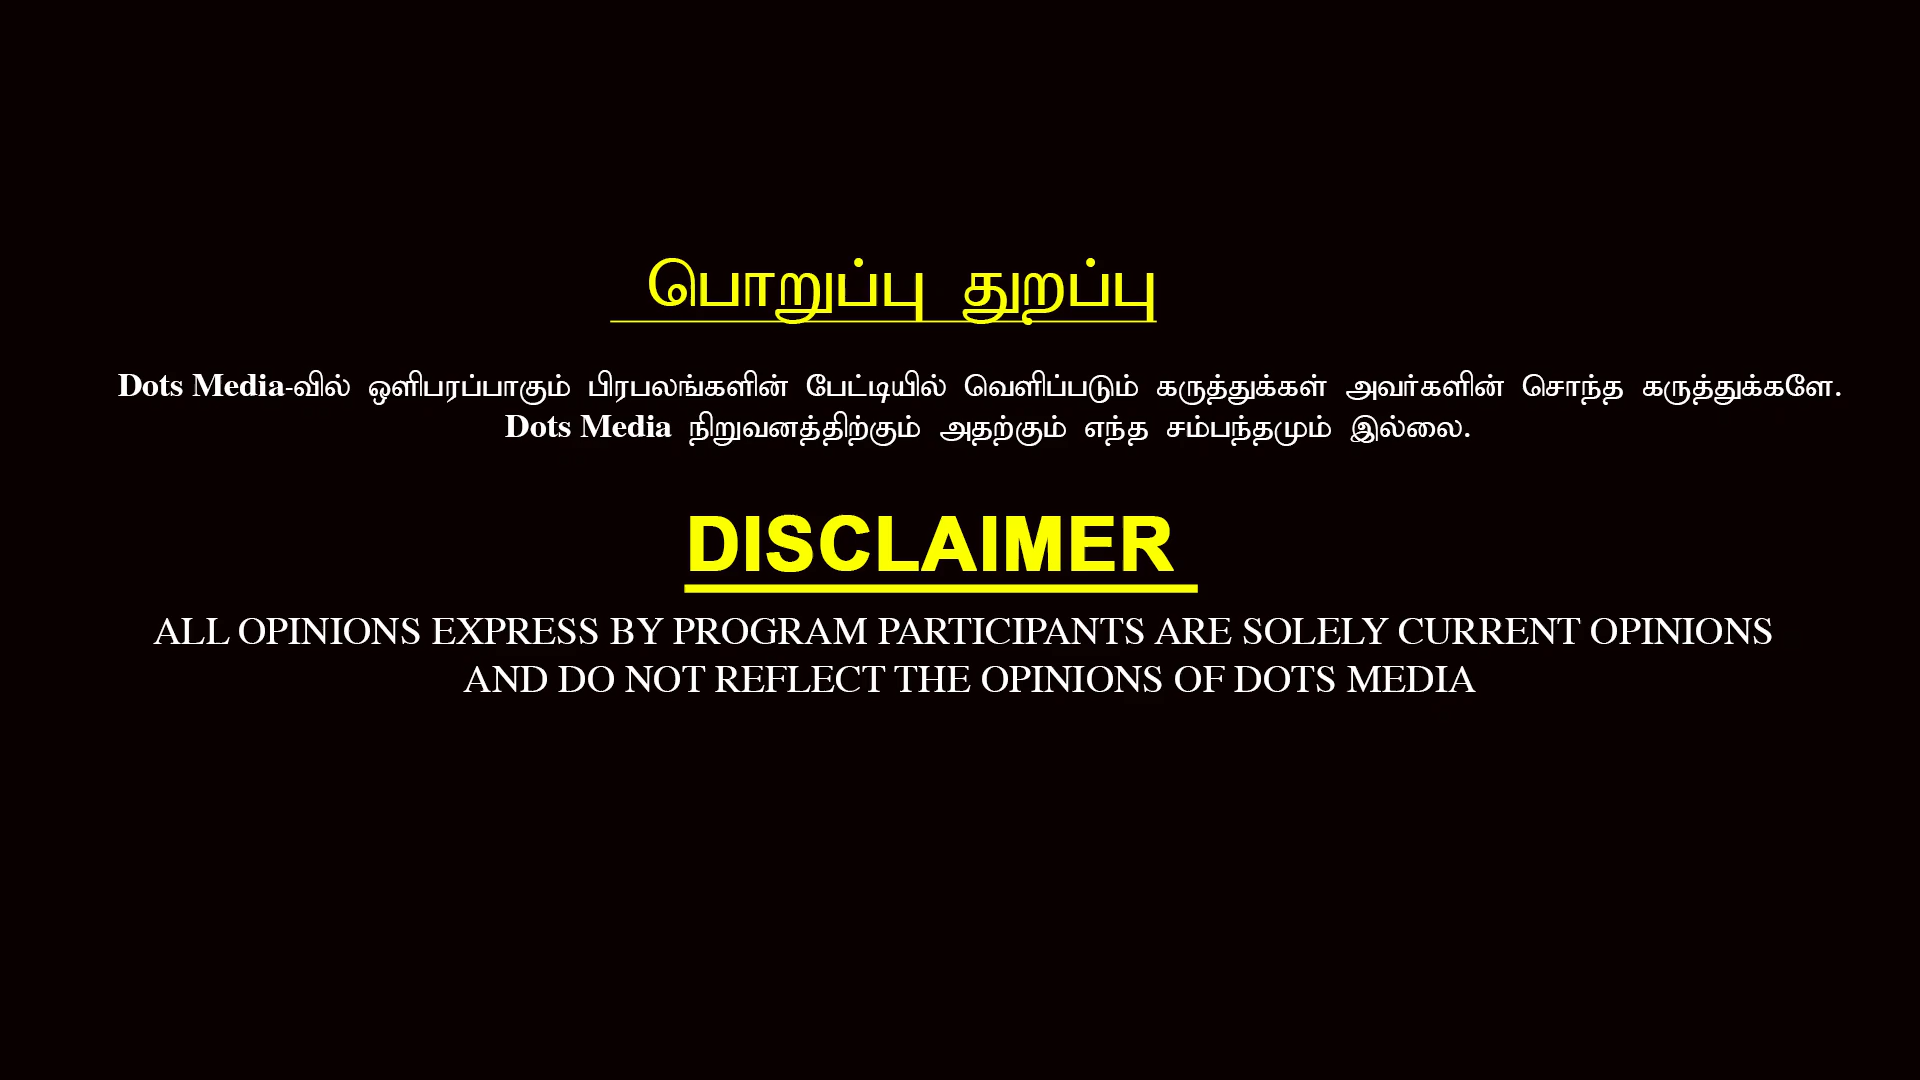 பொறுப்பு துறப்பு
Dots Media-வில் ஒளிபரப்பாகும் பிரபலங்களின் பேட்டியில் வெளிப்படும் கருத்துக்கள் அவர்களின் சொந்த கருத்துக்களே.
Dots Media நிறுவனத்திற்கும் அதற்கும் எந்த சம்பந்தமும் இல்லை.
DISCLAIMER
ALL OPINIONS EXPRESS BY PROGRAM PARTICIPANTS ARE SOLELY CURRENT OPINIONS
AND DO NOT REFLECT THE OPINIONS OF DOTS MEDIA